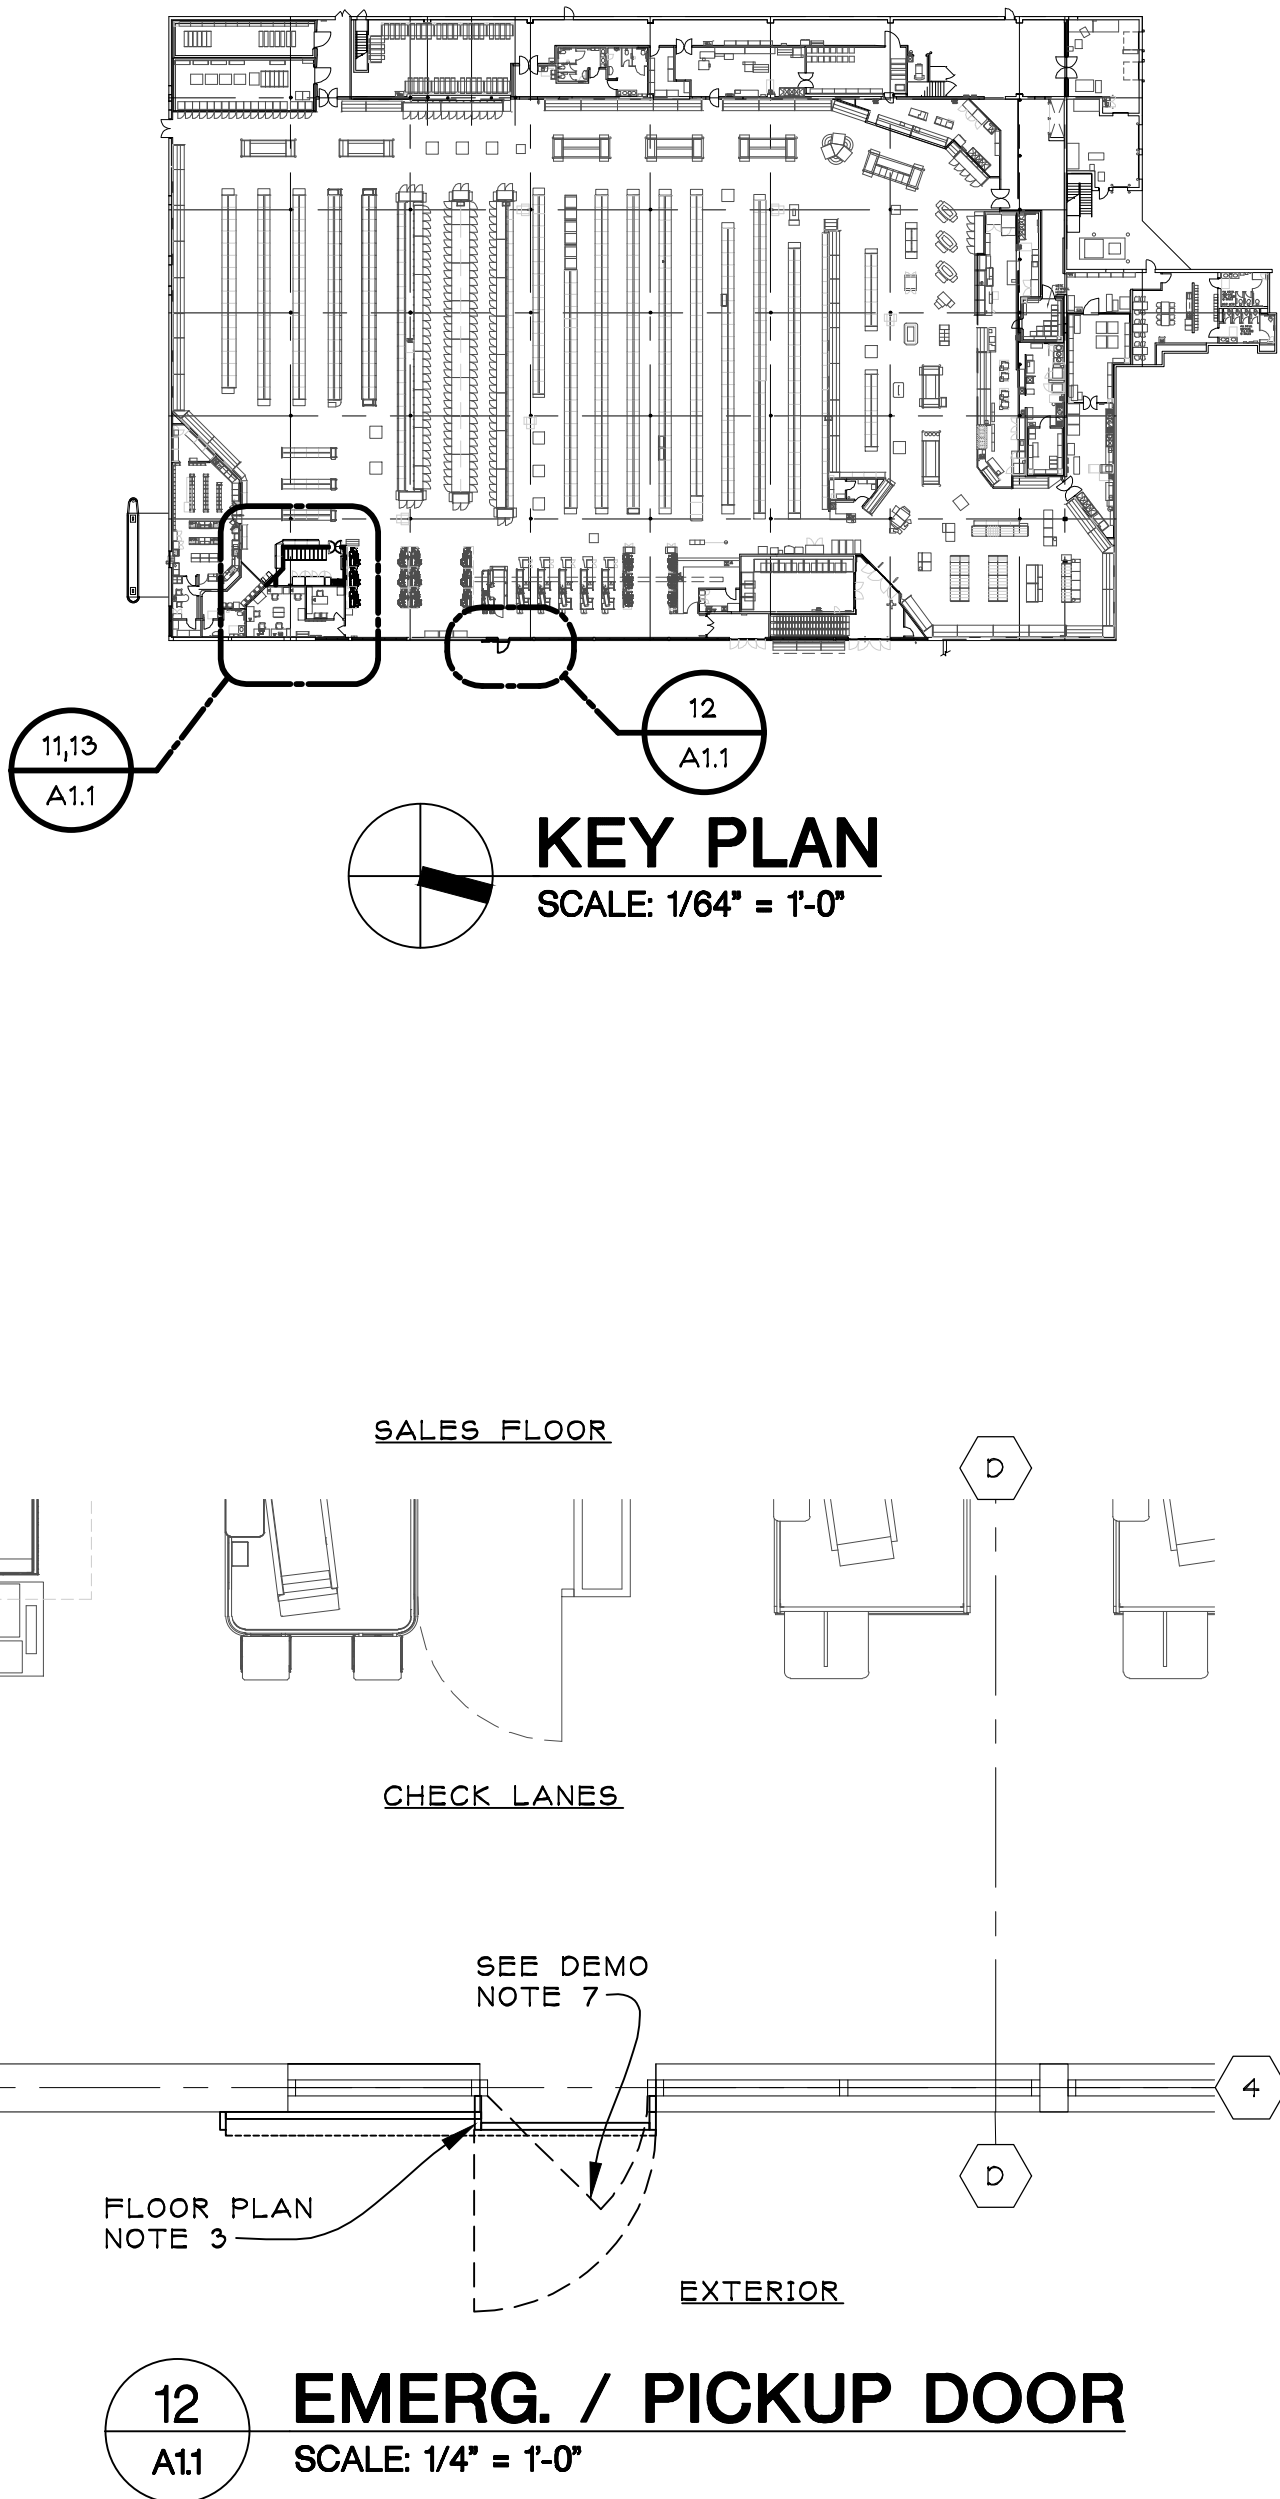 11,13
A1.1
12
A1.1
KEY PLAN
SCALE: 1/64" = 1'-0"
SALES FLOOR
D
CHECK LANES
SEE DEMO
NOTE 7
4
D
FLOOR PLAN
NOTE 3
EXTERIOR
12
A1.1
EMERG. / PICKUP DOOR
SCALE: 1/4" = 1'-0"